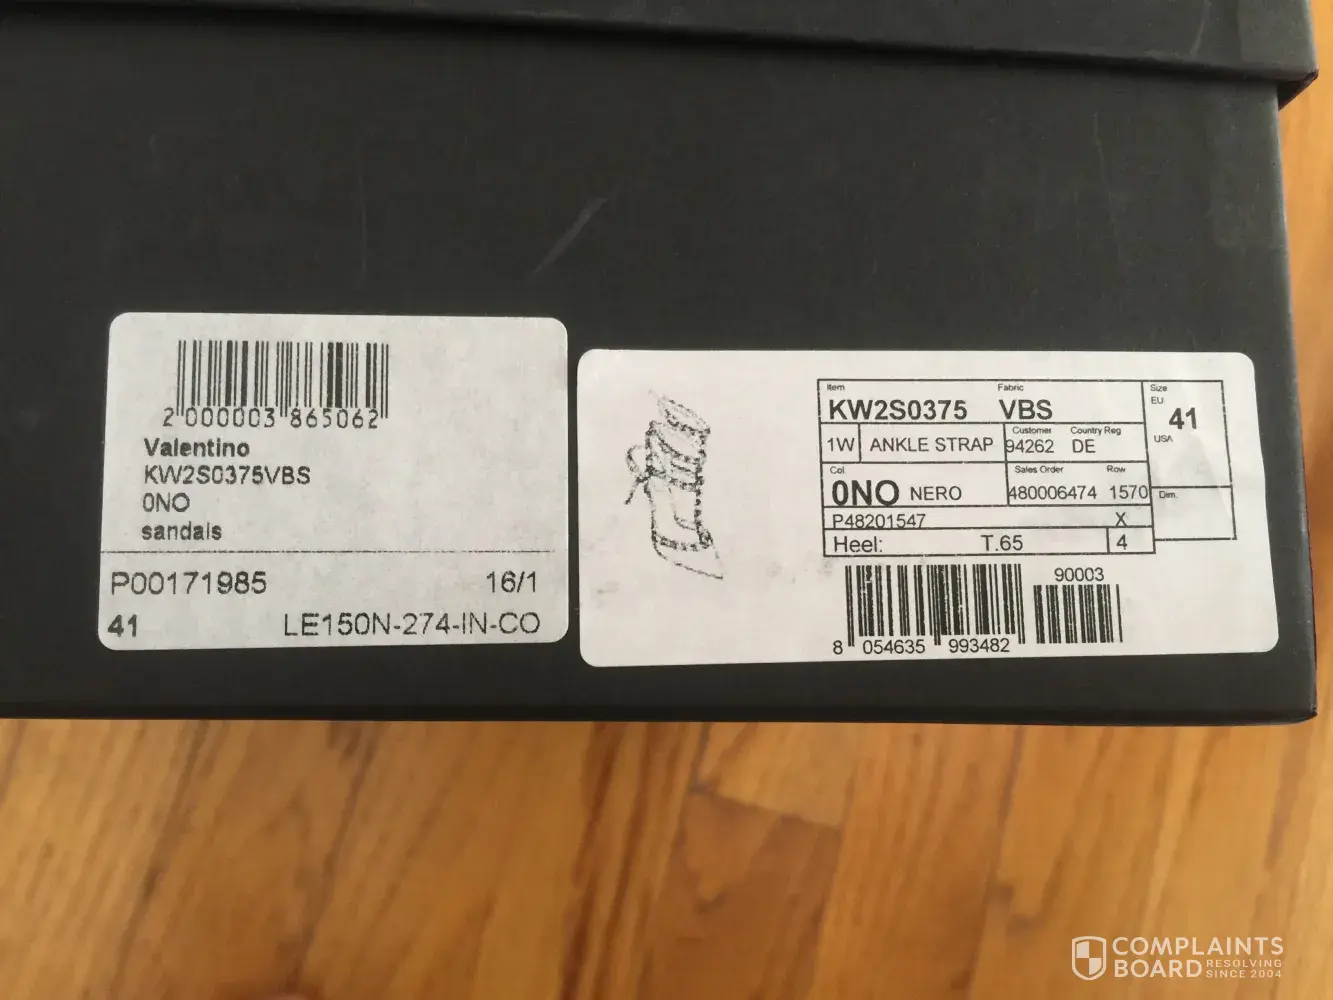 2 000003 865062
Valentino
KW2S0375VBS
0NO
sandals
P00171985 16/1
41 LE150N-274-IN-CO
Item Fabric
KW2S0375 VBS
1W ANKLE STRAP
Customer Country Reg
94262 DE
Col. Sales Order Row
0NO NERO 480006474 1570
P48201547 X
Heel: T.65 4
Size
EU 41
USA
Dim.
90003
8 054635 993482
COMPLAINTS
BOARD RESOLVING
SINCE 2004